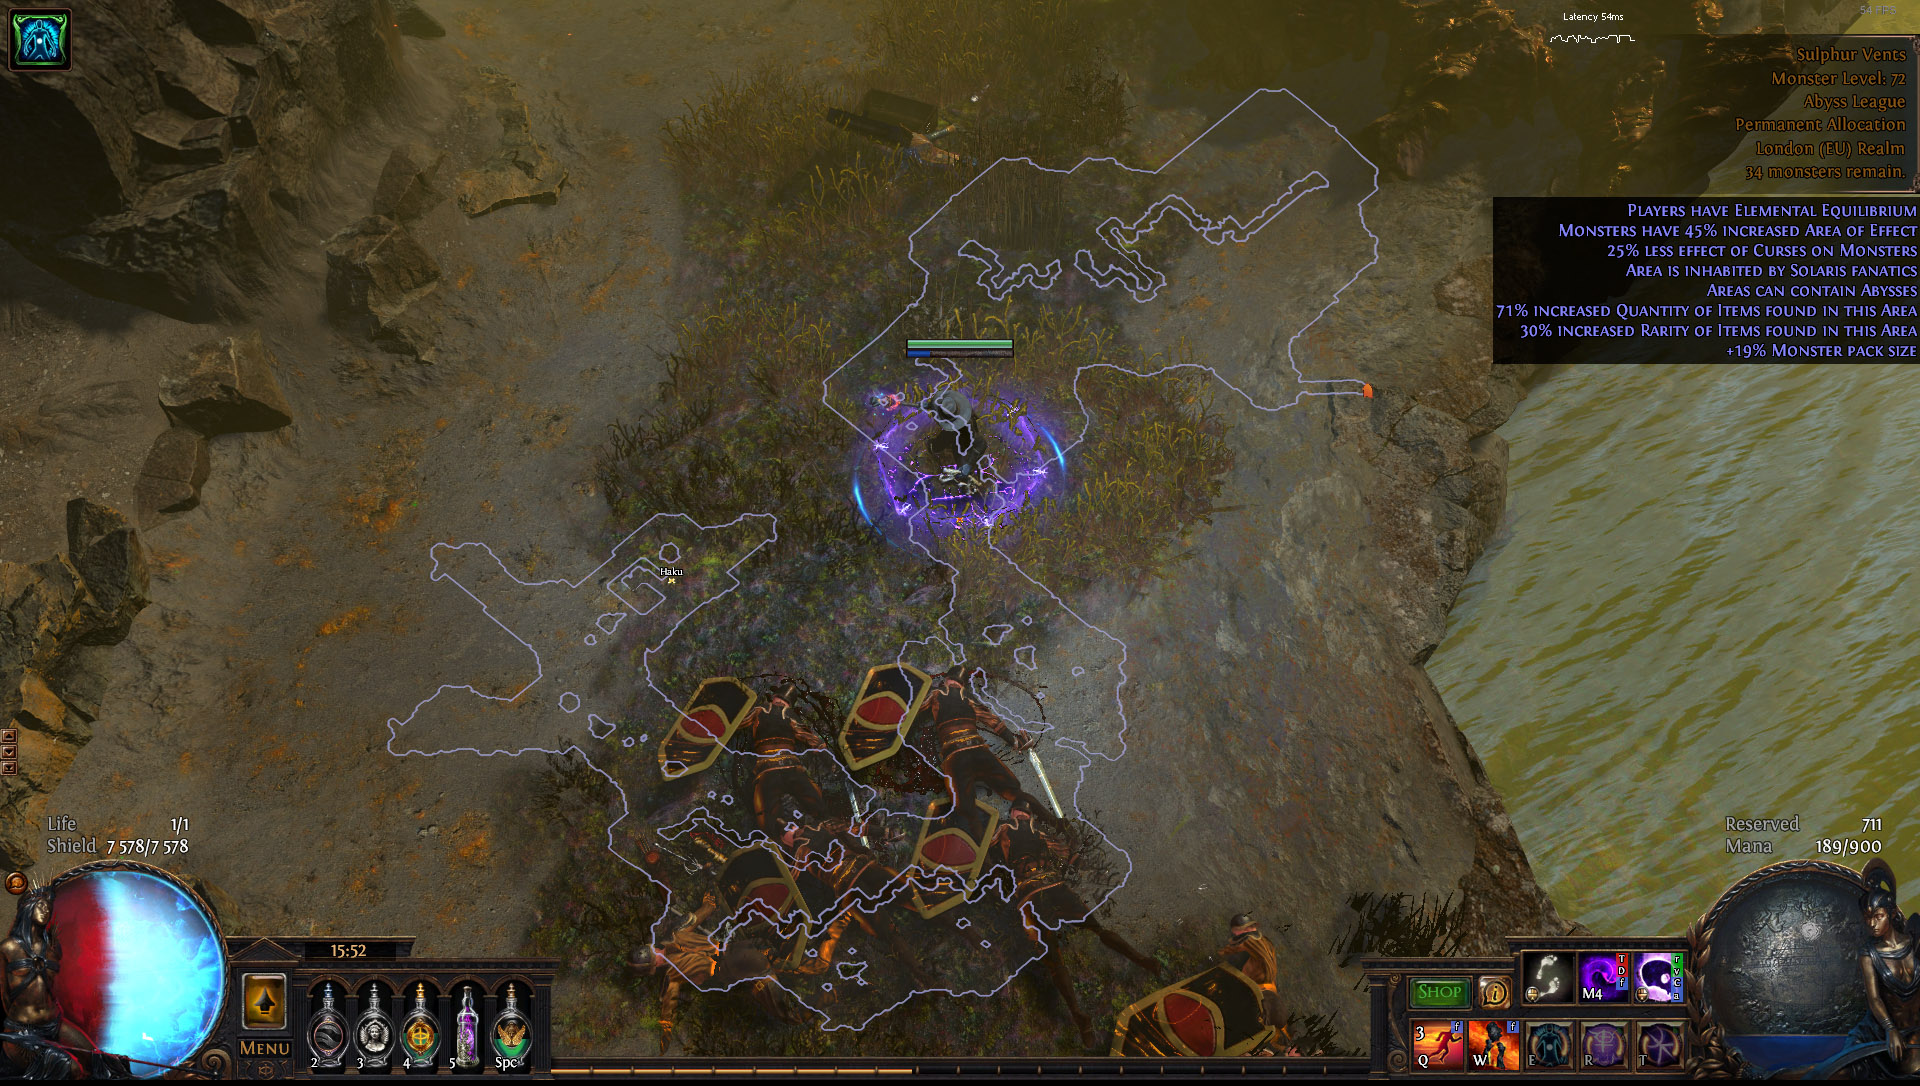 Latency 54ms
54 FPS
Sulphur Vents
Monster Level: 72
Abyss League
Permanent Allocation
London (EU) Realm
34 monsters remain.
Players have Elemental Equilibrium
Monsters have 45% increased Area of Effect
25% less effect of Curses on Monsters
Area is inhabited by Solaris fanatics
Areas can contain Abysses
71% increased Quantity of Items found in this Area
30% increased Rarity of Items found in this Area
+19% Monster pack size
Haku
Life 1/1
Shield 7 578/7 578
Reserved 711
Mana 189/900
15:52
Menu
2 3 4 5 Spc
Shop
M4
T
D
f
r
v
C
a
3
f
f
Q W E R T